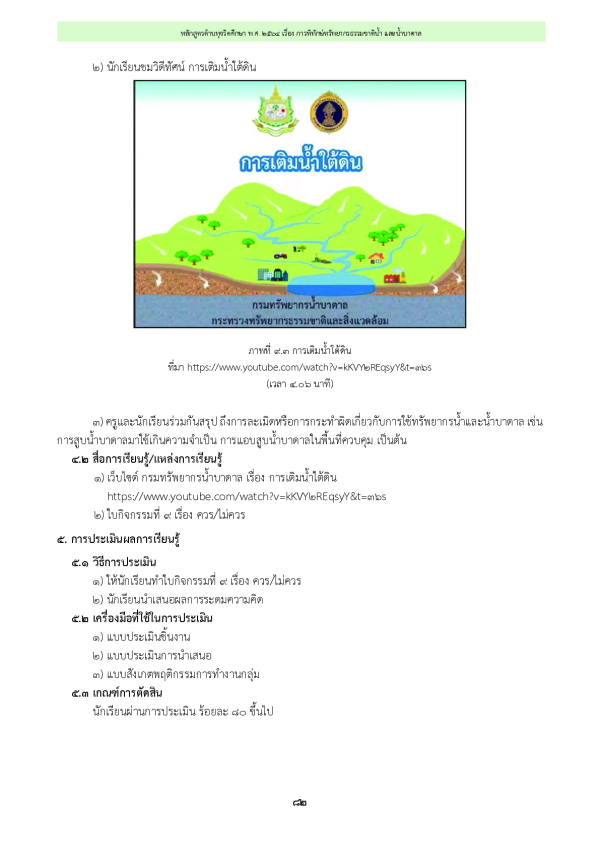 หลักสูตรต้านทุจริตศึกษา พ.ศ. ๒๕๖๔ เรื่อง การพิทักษ์ทรัพยากรธรรมชาติน้ำ และน้ำบาดาล
๒) นักเรียนชมวิดีทัศน์ การเติมน้ำใต้ดิน
การเติมน้ำใต้ดิน
กรมทรัพยากรน้ำบาดาล
กระทรวงทรัพยากรธรรมชาติและสิ่งแวดล้อม
ภาพที่ ๙.๓ การเติมน้ำใต้ดิน
ที่มา https://www.youtube.com/watch?v=kKVY๒REqsyY&t=๓๖s
(เวลา ๔.๐๖ นาที)
๓) ครูและนักเรียนร่วมกันสรุป ถึงการละเมิดหรือการกระทำผิดเกี่ยวกับการใช้ทรัพยากรน้ำและน้ำบาดาล เช่น
การสูบน้ำบาดาลมาใช้เกินความจำเป็น การแอบสูบน้ำบาดาลในพื้นที่ควบคุม เป็นต้น
๔.๒ สื่อการเรียนรู้/แหล่งการเรียนรู้
๑) เว็บไซต์ กรมทรัพยากรน้ำบาดาล เรื่อง การเติมน้ำใต้ดิน
https://www.youtube.com/watch?v=kKVY๒REqsyY&t=๓๖s
๒) ใบกิจกรรมที่ ๙ เรื่อง ควร/ไม่ควร
๕. การประเมินผลการเรียนรู้
๕.๑ วิธีการประเมิน
๑) ให้นักเรียนทำใบกิจกรรมที่ ๙ เรื่อง ควร/ไม่ควร
๒) นักเรียนนำเสนอผลการระดมความคิด
๕.๒ เครื่องมือที่ใช้ในการประเมิน
๑) แบบประเมินชิ้นงาน
๒) แบบประเมินการนำเสนอ
๓) แบบสังเกตพฤติกรรมการทำงานกลุ่ม
๕.๓ เกณฑ์การตัดสิน
นักเรียนผ่านการประเมิน ร้อยละ ๘๐ ขึ้นไป
๘๒